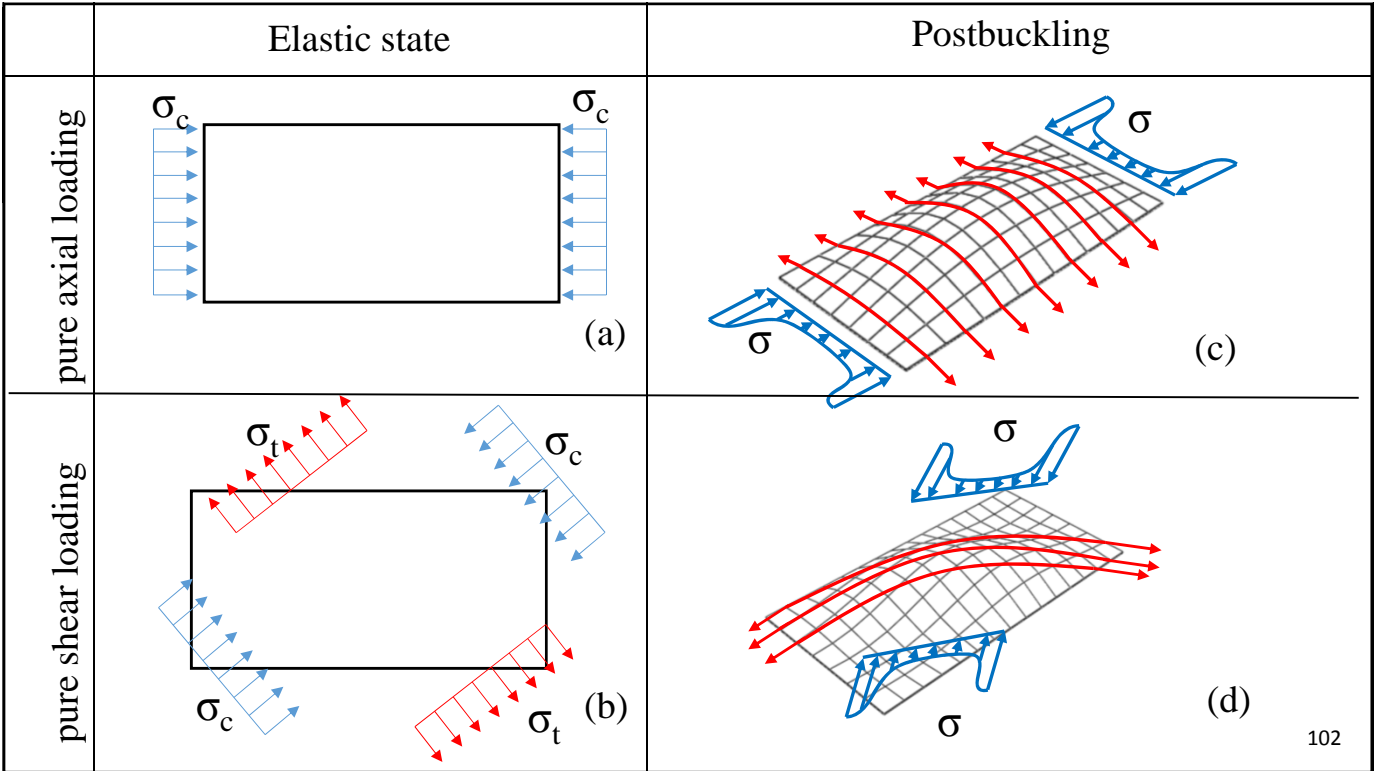 Elastic state
Postbuckling
pure axial loading
σc
σc
(a)
σ
σ
(c)
pure shear loading
σt
σc
σc
σt
(b)
σ
σ
(d)
102